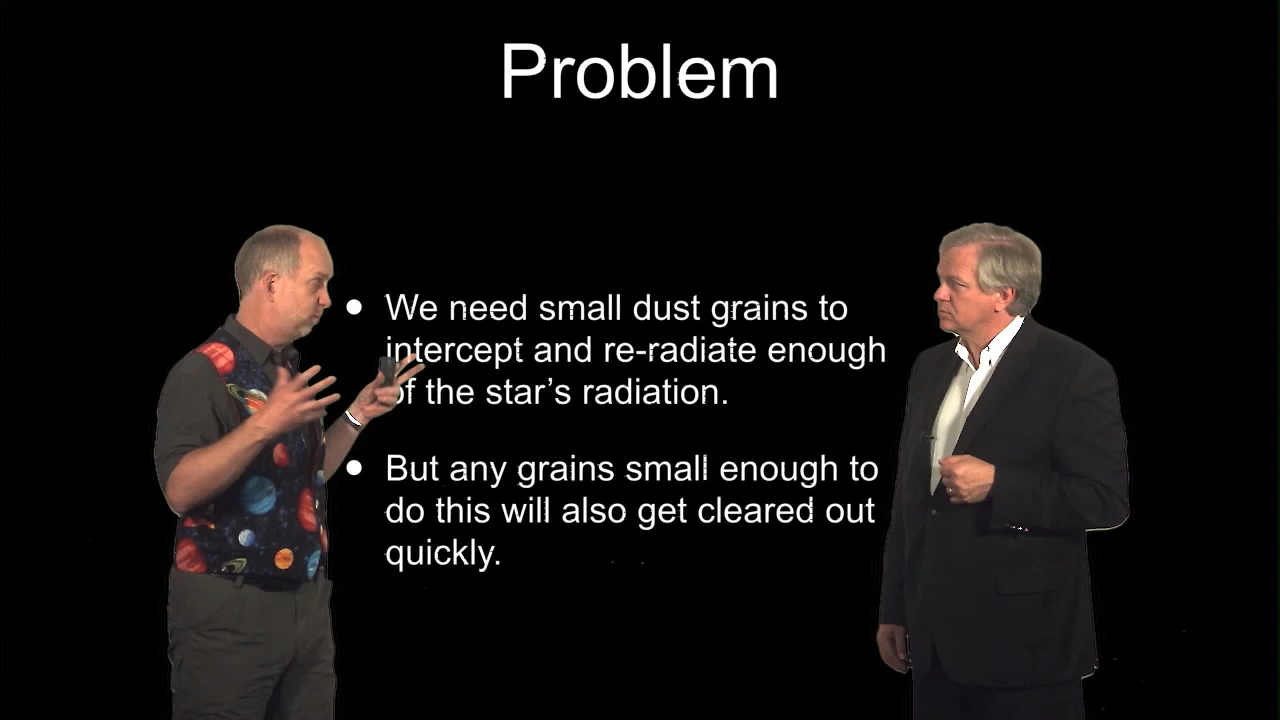 Problem
We need small dust grains to
intercept and re-radiate enough
of the star's radiation.
But any grains small enough to
do this will also get cleared out
quickly.